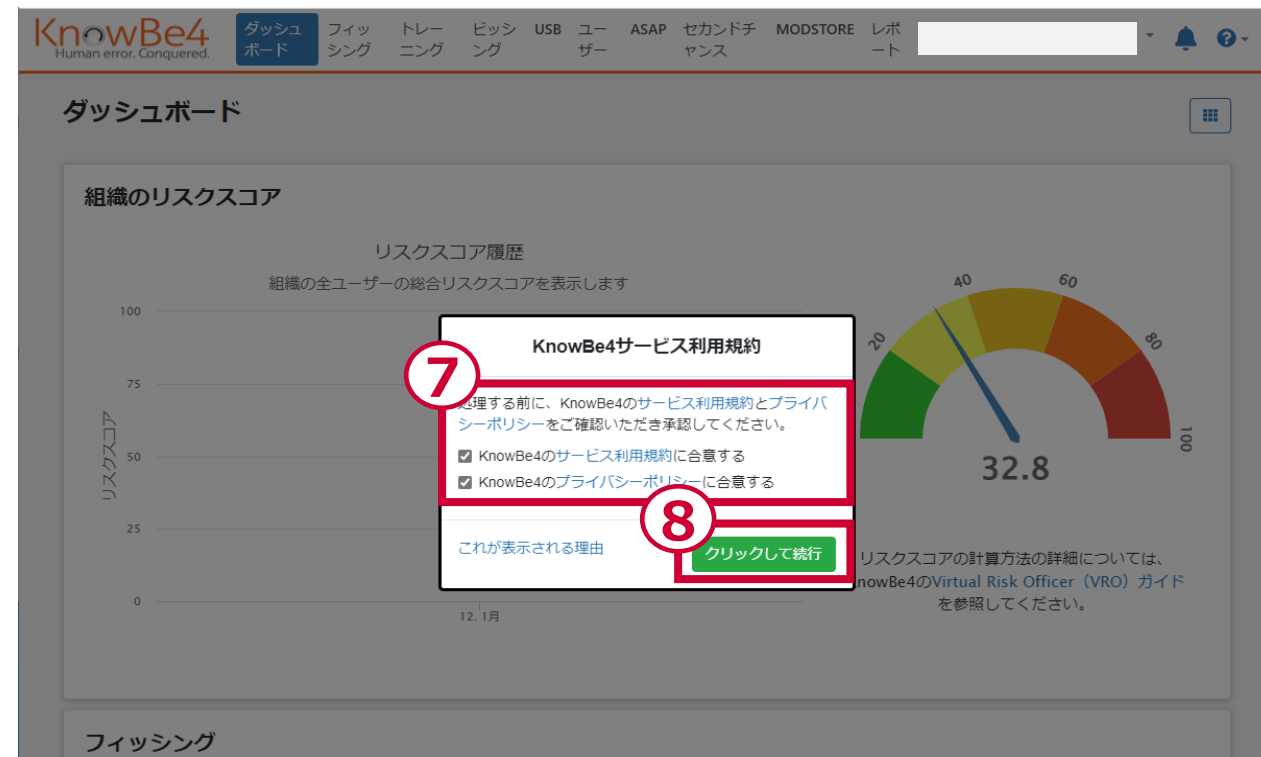 KnowBe4
Human error. Conquered.
ダッシュ
ボード
フィッ
シング
トレー
ニング
ビッシ
ング
USB
ユー
ザー
ASAP
セカンドチ
ャンス
MODSTORE
レポ
ート
ダッシュボード
組織のリスクスコア
リスクスコア履歴
組織の全ユーザーの総合リスクスコアを表示します
リスクスコア
100
75
50
25
0
12. 1月
20
40
60
80
100
32.8
リスクスコアの計算方法の詳細については、
nowBe4のVirtual Risk Officer（VRO）ガイド
を参照してください。
KnowBe4サービス利用規約
⑦
処理する前に、KnowBe4のサービス利用規約とプライバ
シーポリシーをご確認いただき承認してください。
KnowBe4のサービス利用規約に合意する
KnowBe4のプライバシーポリシーに合意する
⑧
これが表示される理由
クリックして続行
フィッシング